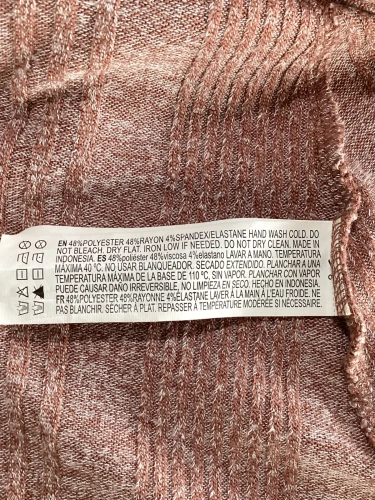 EN 48%POLYESTER 48%RAYON 4%SPANDEX/ELASTANE HAND WASH COLD. DO
NOT BLEACH. DRY FLAT. IRON LOW IF NEEDED. DO NOT DRY CLEAN. MADE IN
INDONESIA. ES 48%poliéster 48%viscosa 4%elastano LAVAR A MANO. TEMPERATURA
MÁXIMA 40 ºC. NO USAR BLANQUEADOR. SECADO EXTENDIDO. PLANCHAR A UNA
TEMPERATURA MÁXIMA DE LA BASE DE 110 ºC, SIN VAPOR. PLANCHAR CON VAPOR
PUEDE CAUSAR DAÑO IRREVERSIBLE, NO LIMPIEZA EN SECO. HECHO EN INDONESIA.
FR 48%POLYESTER 48%RAYONNE 4%ÉLASTANE LAVER À LA MAIN À L'EAU FROIDE. NE
PAS BLANCHIR. SÉCHER À PLAT. REPASSER À TEMPÉRATURE MODERÉE SI NÉCESSAIRE.